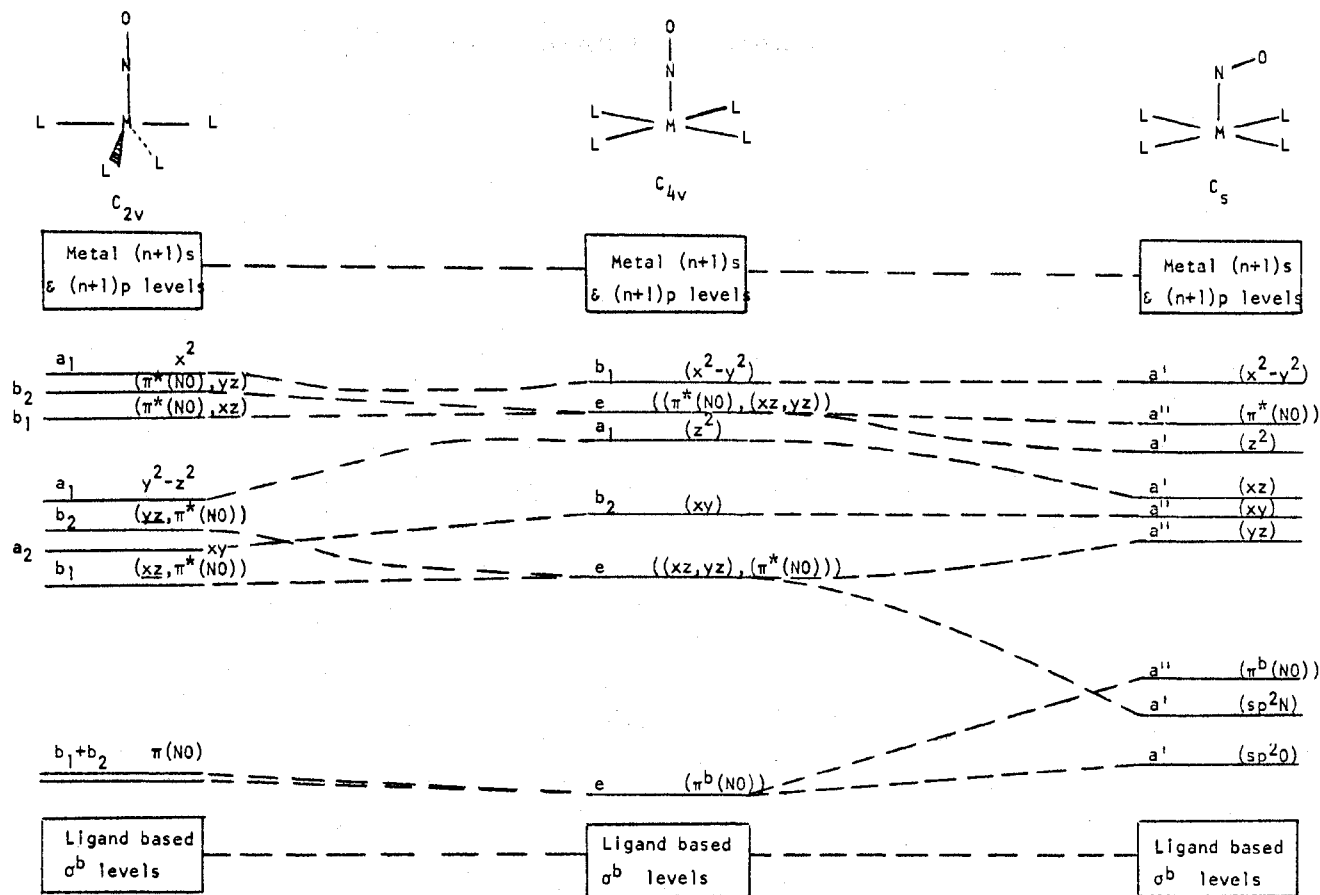 O
N
L M L
L L
C2v
O
N
L L
M
L L
C4v
N O
L L
M
L L
Cs
Metal (n+1)s
& (n+1)p levels
Metal (n+1)s
& (n+1)p levels
Metal (n+1)s
& (n+1)p levels
a1 x²
b2 (π*(NO),yz)
b1 (π*(NO),xz)
a1 y²-z²
b2 (yz,π*(NO))
a2 xy
b1 (xz,π*(NO))
b1+b2 π(NO)
Ligand based
σᵇ levels
b1 (x²-y²)
e ((π*(NO),(xz,yz))
a1 (z²)
b2 (xy)
e ((xz,yz),(π*(NO)))
e (πᵇ(NO))
Ligand based
σᵇ levels
a' (x²-y²)
a'' (π*(NO))
a' (z²)
a' (xz)
a'' (xy)
a'' (yz)
a'' (πᵇ(NO))
a' (sp²N)
a' (sp²O)
Ligand based
σᵇ levels